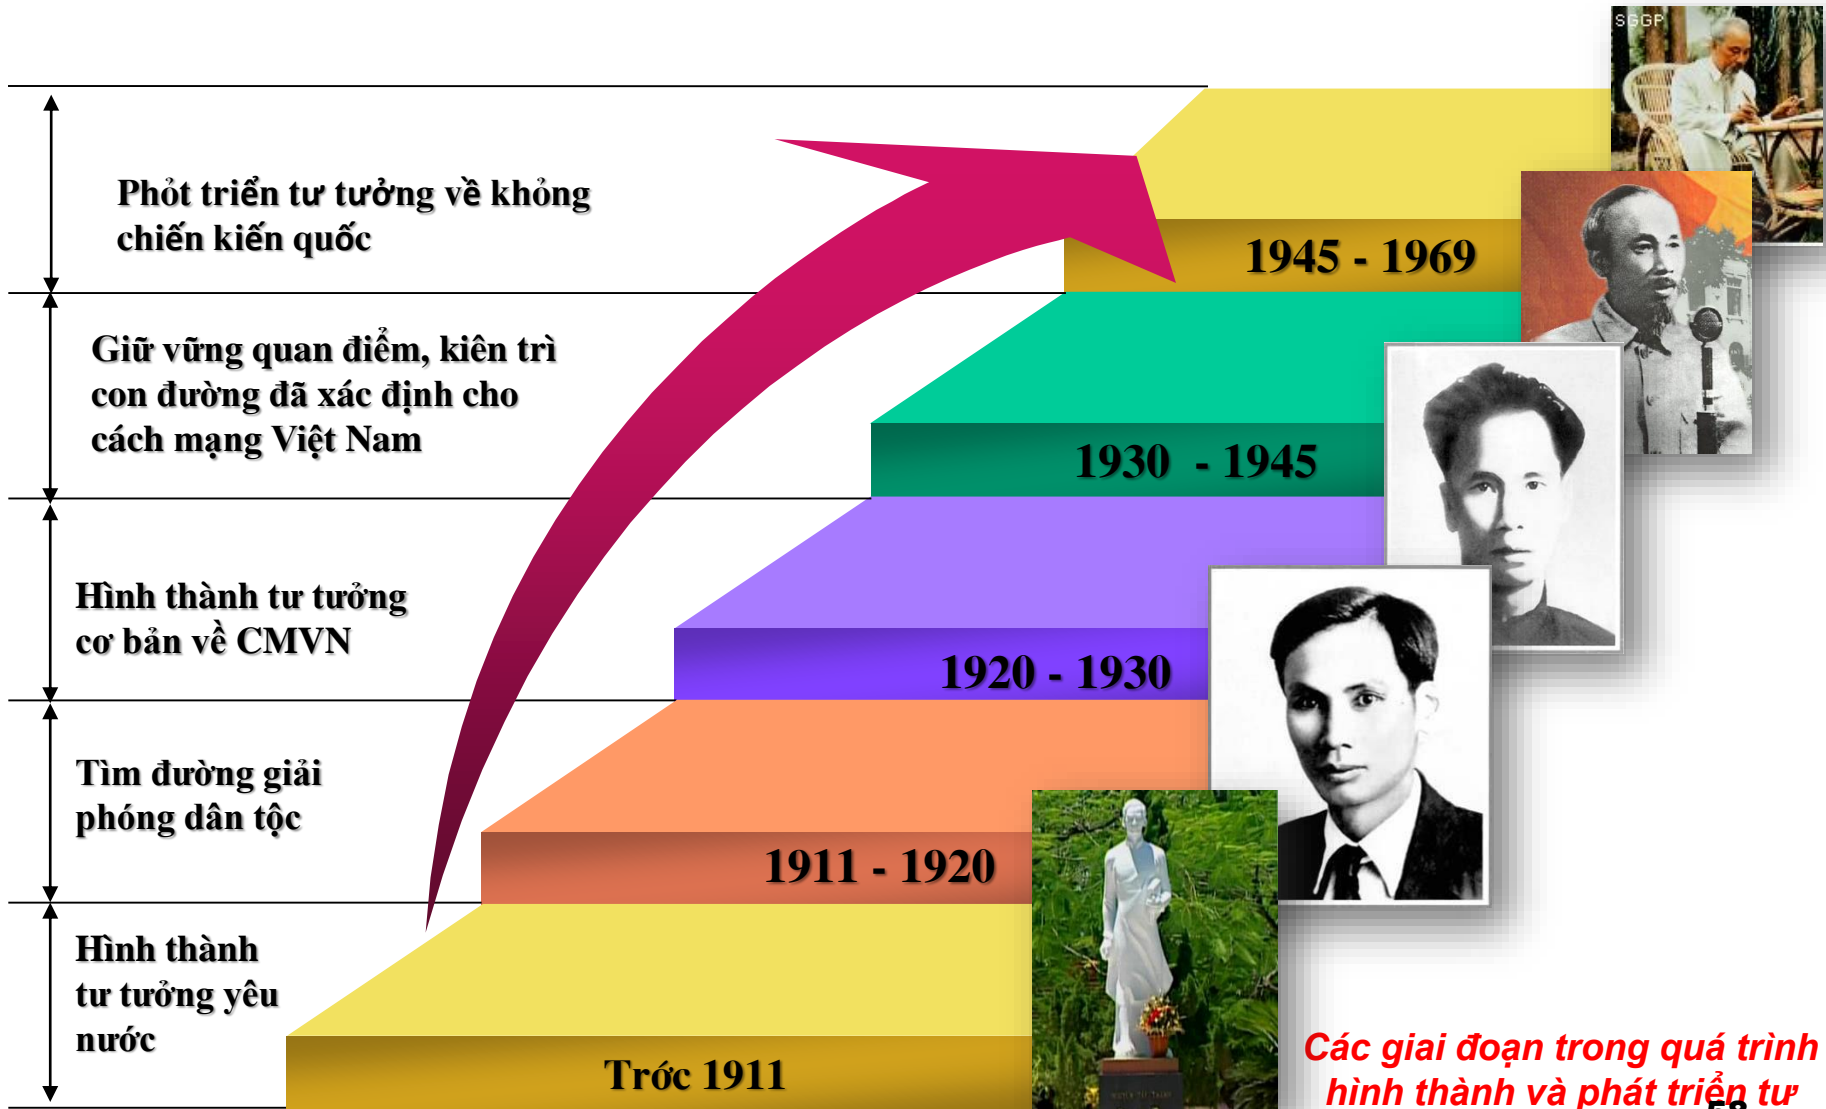 SGGP
Phỏt triển tư tưởng về khỏng
chiến kiến quốc
1945 - 1969
Giữ vững quan điểm, kiên trì
con đường đã xác định cho
cách mạng Việt Nam
1930 - 1945
Hình thành tư tưởng
cơ bản về CMVN
1920 - 1930
Tìm đường giải
phóng dân tộc
1911 - 1920
Hình thành
tư tưởng yêu
nước
Trớc 1911
Các giai đoạn trong quá trình
hình thành và phát triển tư
58